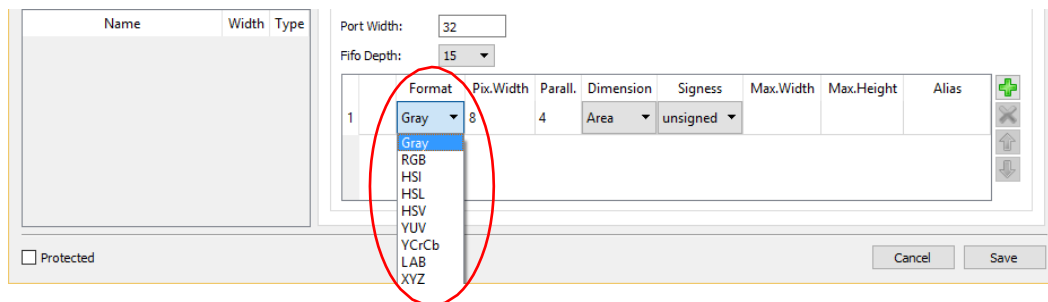 Name Width Type
Port Width: 32
Fifo Depth: 15
Format Pix.Width Parall. Dimension Signess Max.Width Max.Height Alias
1 Gray 8 4 Area unsigned
Gray
RGB
HSI
HSL
HSV
YUV
YCrCb
LAB
XYZ
Protected Cancel Save